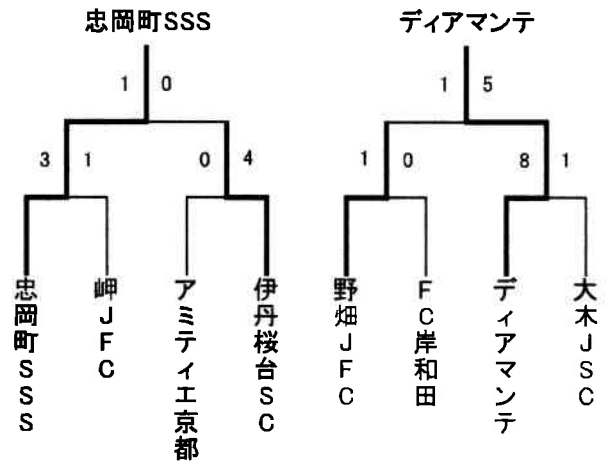 忠岡町SSS ディアマンテ
1 0 1 5
3 1 0 4 1 0 8 1
忠岡町SSS
岬JFC
アミティエ京都
伊丹桜台SC
野畑JFC
FC岸和田
ディアマンテ
大木JSC